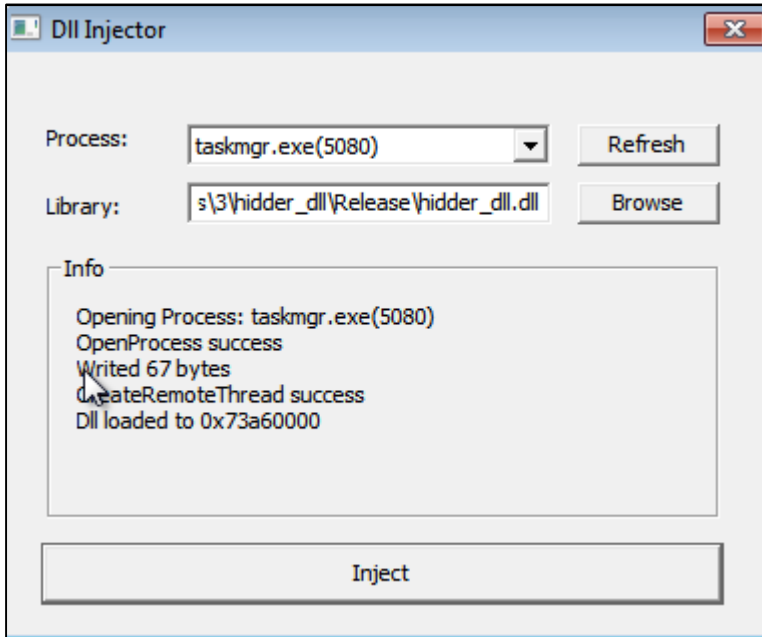 Dll Injector
Process: taskmgr.exe(5080) Refresh
Library: s\3\hidder_dll\Release\hidder_dll.dll Browse
Info
Opening Process: taskmgr.exe(5080)
OpenProcess success
Writed 67 bytes
CreateRemoteThread success
Dll loaded to 0x73a60000
Inject